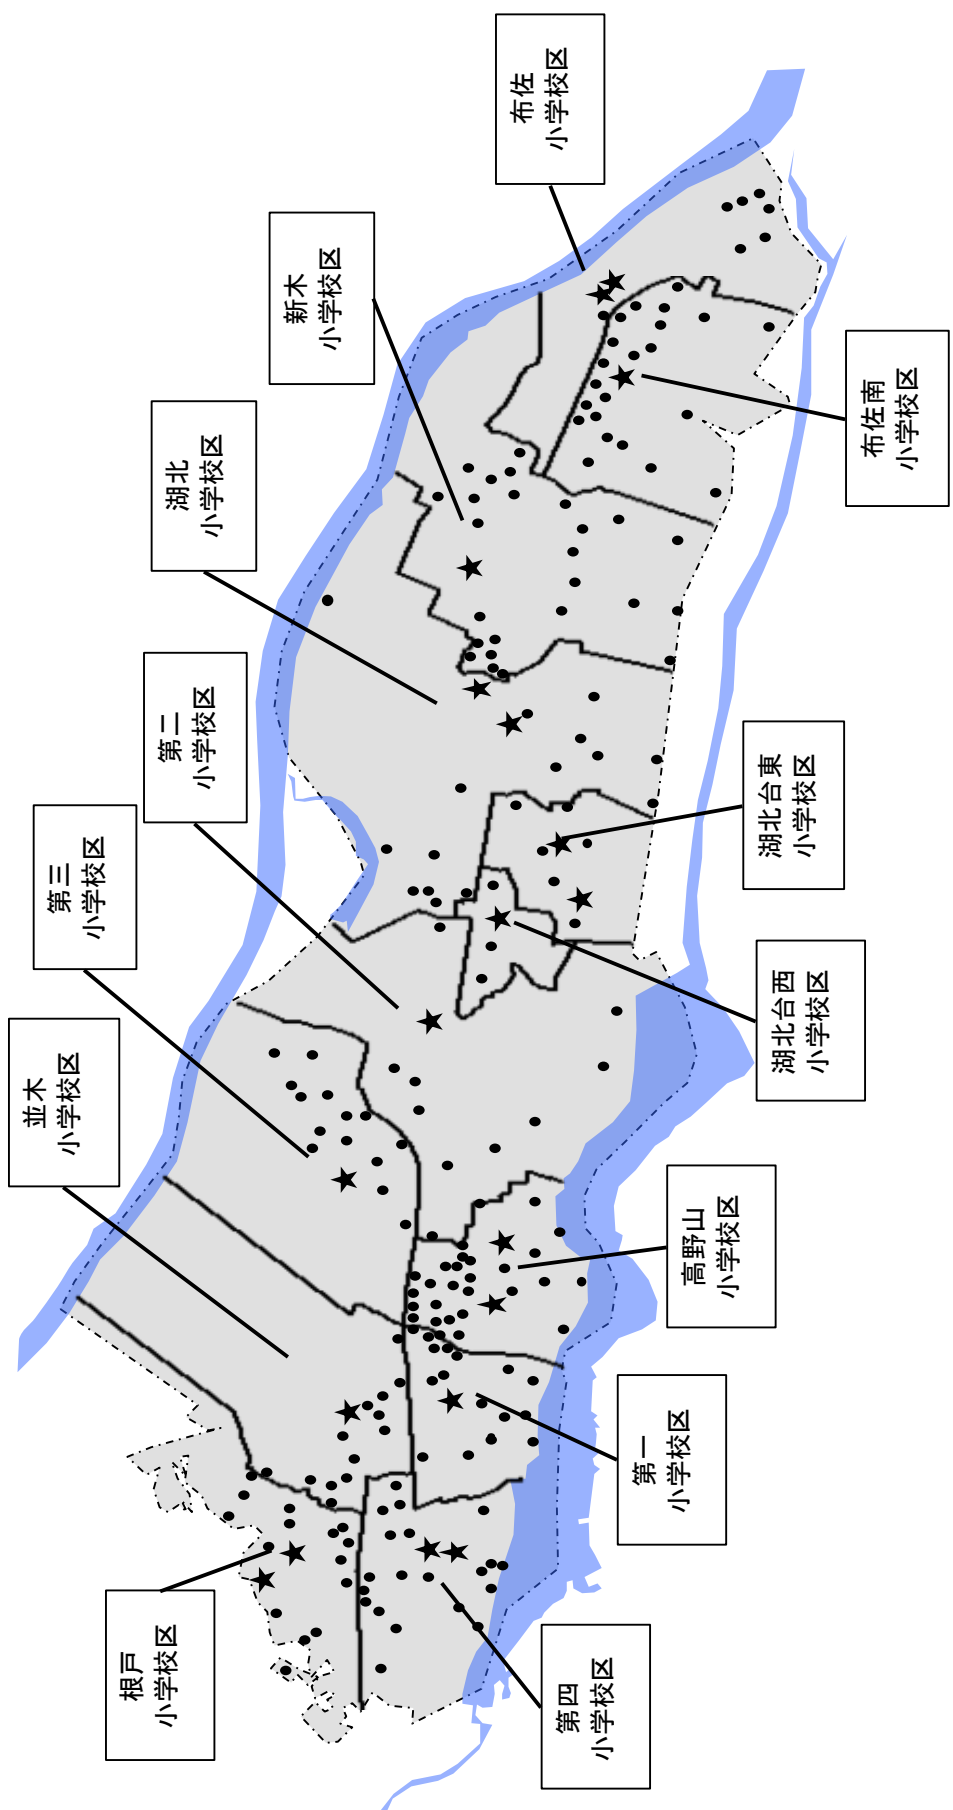 並木
小学校区
第三
小学校区
第二
小学校区
湖北
小学校区
新木
小学校区
布佐
小学校区
根戸
小学校区
第四
小学校区
第一
小学校区
高野山
小学校区
湖北台西
小学校区
湖北台東
小学校区
布佐南
小学校区